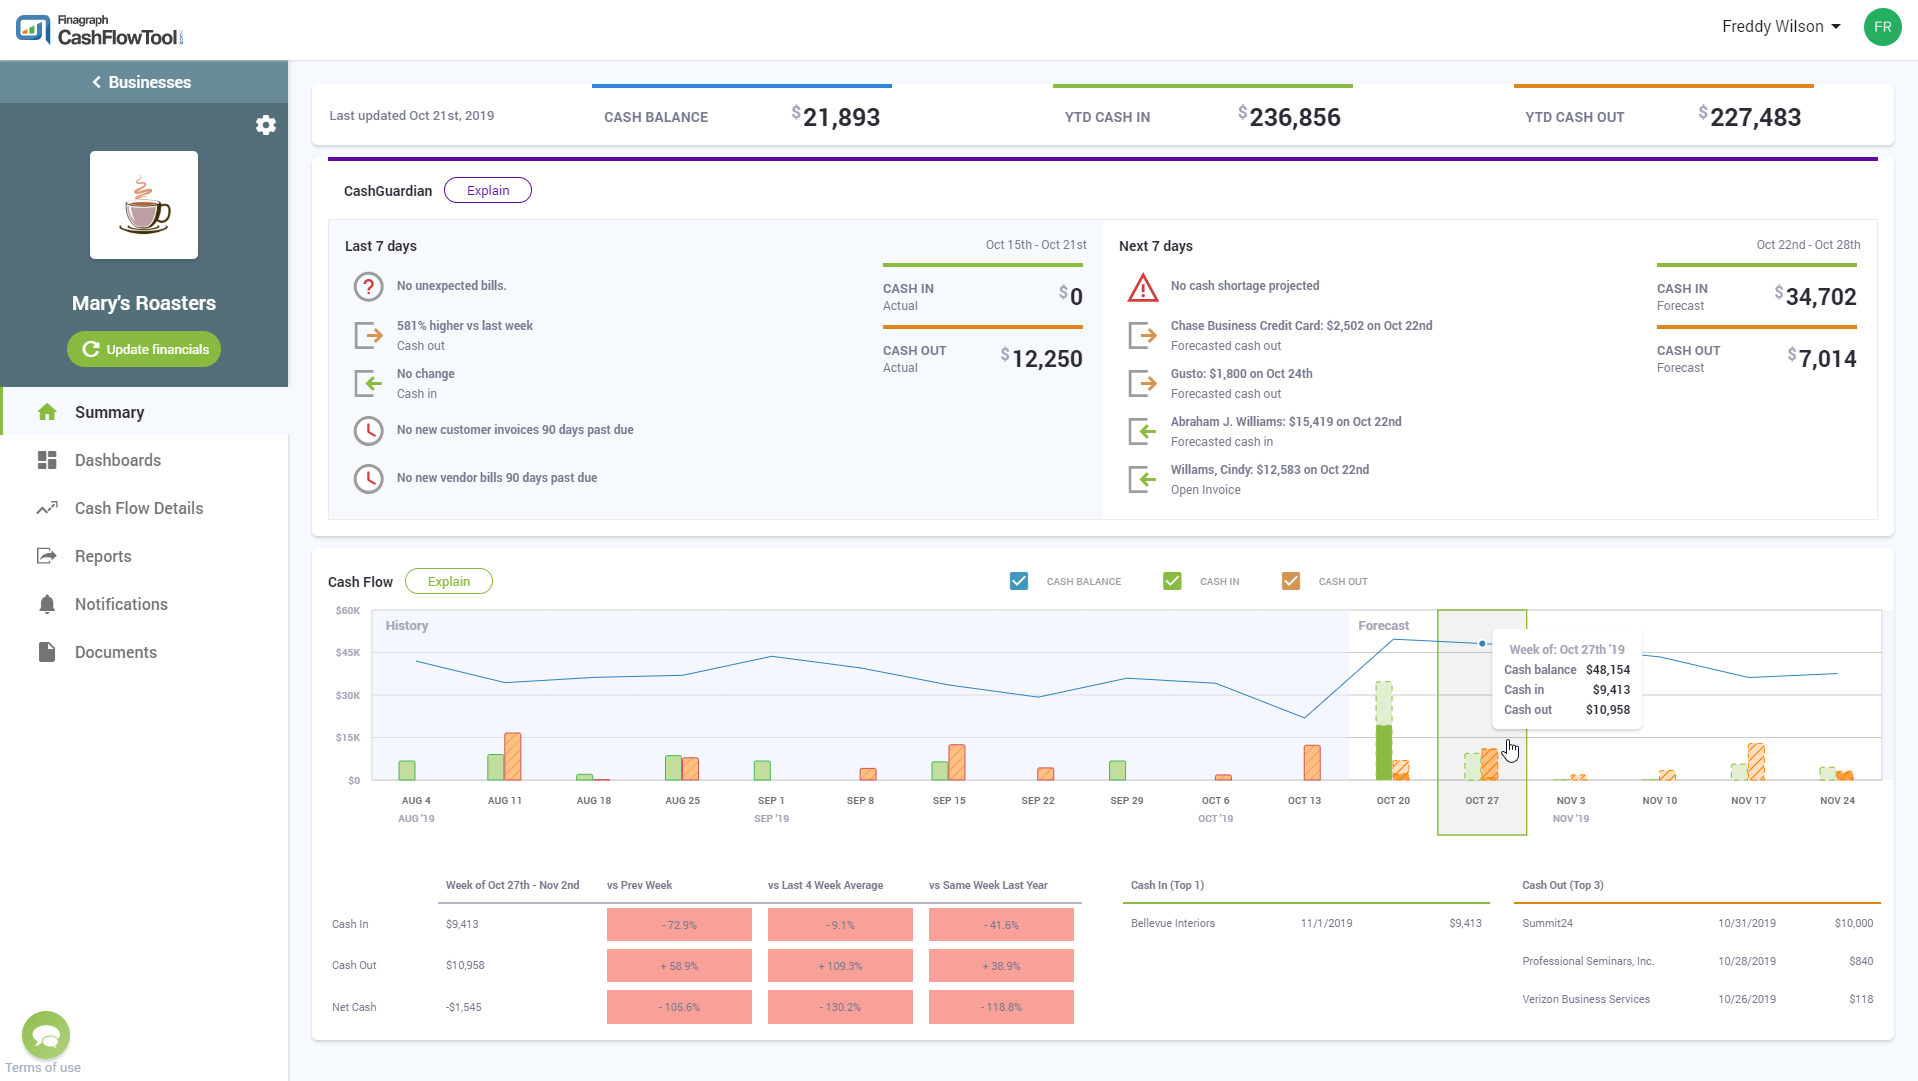 Finagraph
CashFlowTool
Freddy Wilson
FR
Businesses
Mary's Roasters
Update financials
Summary
Dashboards
Cash Flow Details
Reports
Notifications
Documents
Terms of use
Last updated Oct 21st, 2019
CASH BALANCE $21,893
YTD CASH IN $236,856
YTD CASH OUT $227,483
CashGuardian Explain
Last 7 days Oct 15th - Oct 21st
? No unexpected bills.
581% higher vs last week
Cash out
No change
Cash in
No new customer invoices 90 days past due
No new vendor bills 90 days past due
CASH IN $0
Actual
CASH OUT $12,250
Actual
Next 7 days Oct 22nd - Oct 28th
No cash shortage projected
Chase Business Credit Card: $2,502 on Oct 22nd
Forecasted cash out
Gusto: $1,800 on Oct 24th
Forecasted cash out
Abraham J. Williams: $15,419 on Oct 22nd
Forecasted cash in
Willams, Cindy: $12,583 on Oct 22nd
Open Invoice
CASH IN $34,702
Forecast
CASH OUT $7,014
Forecast
Cash Flow Explain
CASH BALANCE CASH IN CASH OUT
$60K
$45K
$30K
$15K
$0
History
Forecast
Week of: Oct 27th '19
Cash balance $48,154
Cash in $9,413
Cash out $10,958
AUG 4 AUG 11 AUG 18 AUG 25 SEP 1 SEP 8 SEP 15 SEP 22 SEP 29 OCT 6 OCT 13 OCT 20 OCT 27 NOV 3 NOV 10 NOV 17 NOV 24
AUG '19 SEP '19 OCT '19 NOV '19
Week of Oct 27th - Nov 2nd vs Prev Week vs Last 4 Week Average vs Same Week Last Year
Cash In $9,413 - 72.9% - 9.1% - 41.6%
Cash Out $10,958 + 58.9% + 109.3% + 38.9%
Net Cash -$1,545 - 105.6% - 130.2% - 118.8%
Cash In (Top 1)
Bellevue Interiors 11/1/2019 $9,413
Cash Out (Top 3)
Summit24 10/31/2019 $10,000
Professional Seminars, Inc. 10/28/2019 $840
Verizon Business Services 10/26/2019 $118